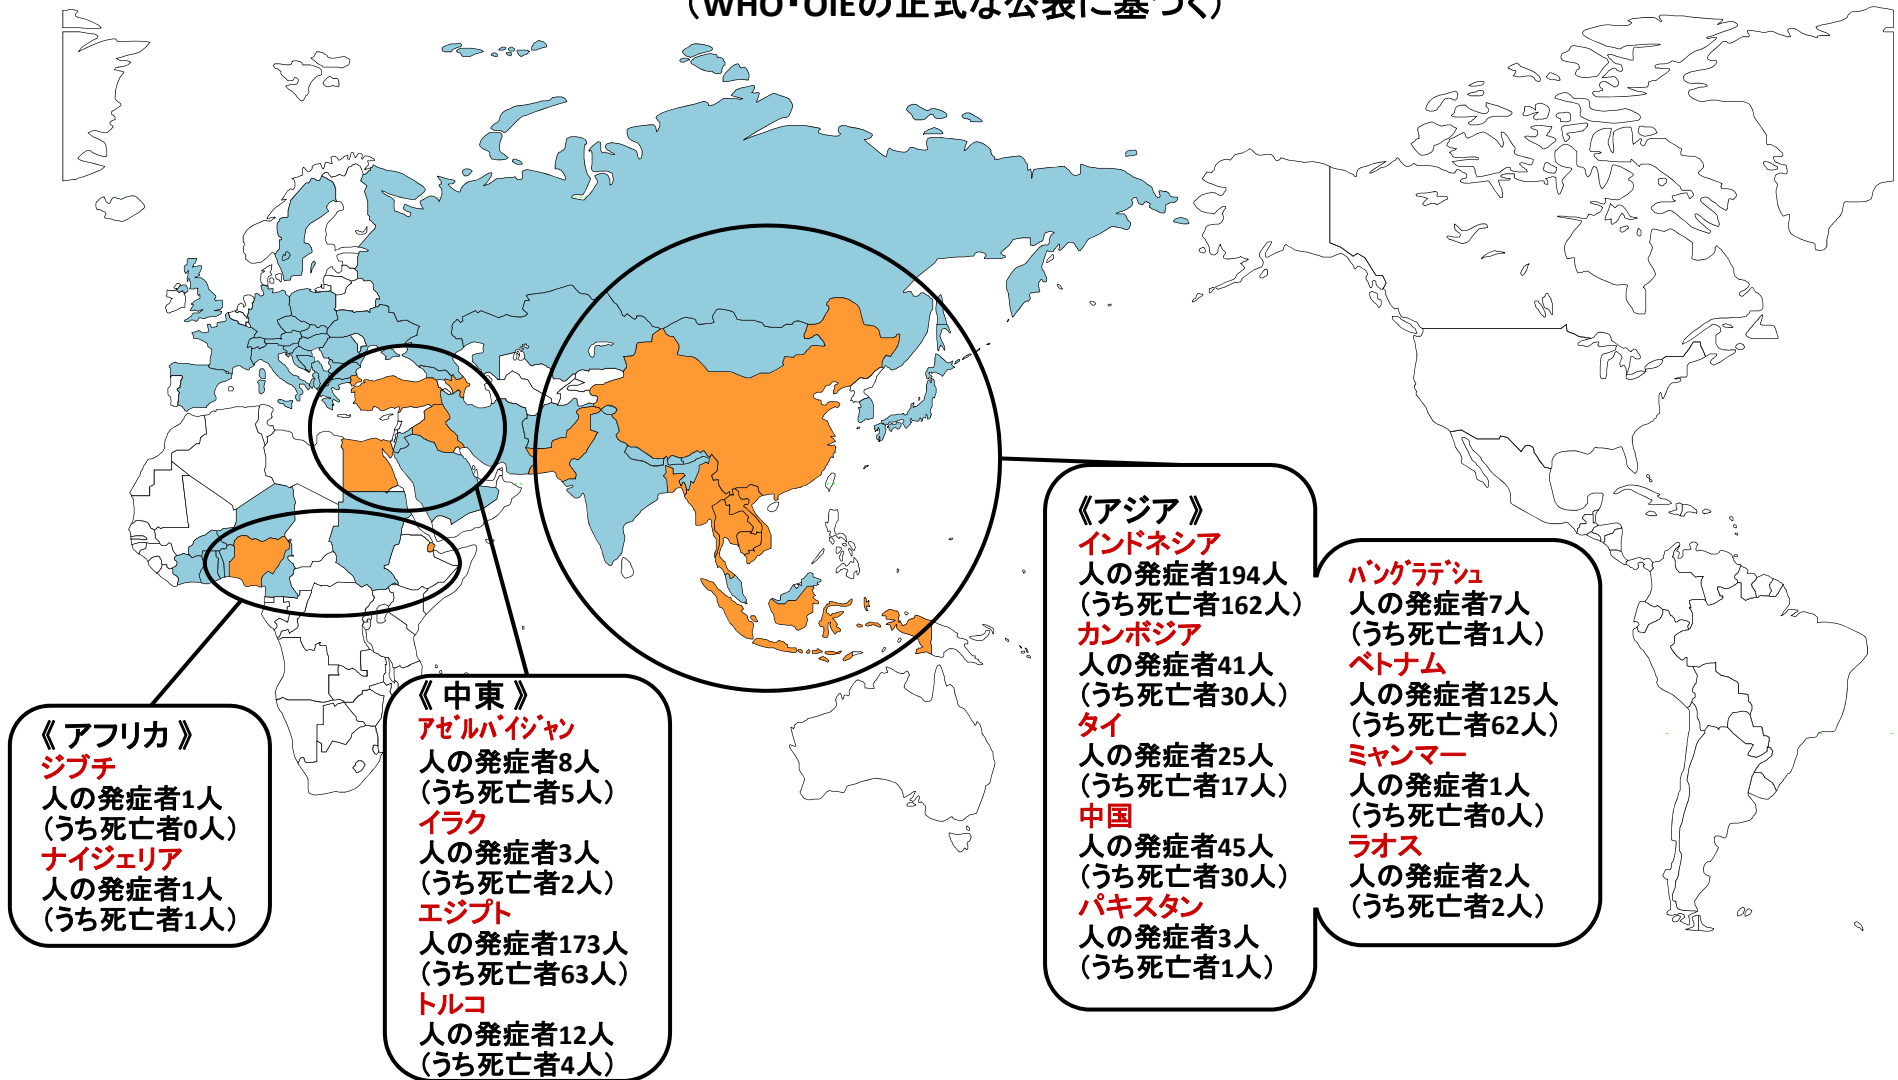 (WHO・OIEの正式な公表に基づく)
《アフリカ》
ジブチ
人の発症者1人
(うち死亡者0人)
ナイジェリア
人の発症者1人
(うち死亡者1人)
《中東》
ｱｾﾞﾙﾊﾞｲｼﾞｬﾝ
人の発症者8人
(うち死亡者5人)
イラク
人の発症者3人
(うち死亡者2人)
エジプト
人の発症者173人
(うち死亡者63人)
トルコ
人の発症者12人
(うち死亡者4人)
《アジア》
インドネシア
人の発症者194人
(うち死亡者162人)
カンボジア
人の発症者41人
(うち死亡者30人)
タイ
人の発症者25人
(うち死亡者17人)
中国
人の発症者45人
(うち死亡者30人)
パキスタン
人の発症者3人
(うち死亡者1人)
ﾊﾞﾝｸﾞﾗﾃﾞｼｭ
人の発症者7人
(うち死亡者1人)
ベトナム
人の発症者125人
(うち死亡者62人)
ミャンマー
人の発症者1人
(うち死亡者0人)
ラオス
人の発症者2人
(うち死亡者2人)